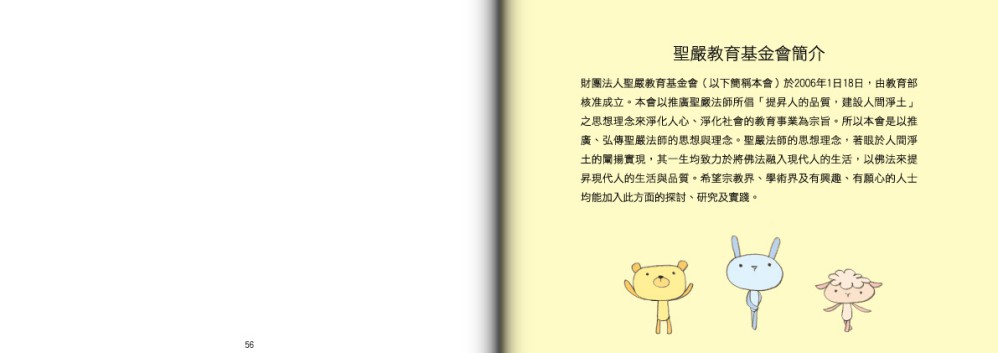 56
聖嚴教育基金會簡介
財團法人聖嚴教育基金會（以下簡稱本會）於2006年1日18日，由教育部
核准成立。本會以推廣聖嚴法師所倡「提昇人的品質，建設人間淨土」
之思想理念來淨化人心、淨化社會的教育事業為宗旨。所以本會是以推
廣、弘傳聖嚴法師的思想與理念。聖嚴法師的思想理念，著眼於人間淨
土的闡揚實現，其一生均致力於將佛法融入現代人的生活，以佛法來提
昇現代人的生活與品質。希望宗教界、學術界及有興趣、有願心的人士
均能加入此方面的探討、研究及實踐。